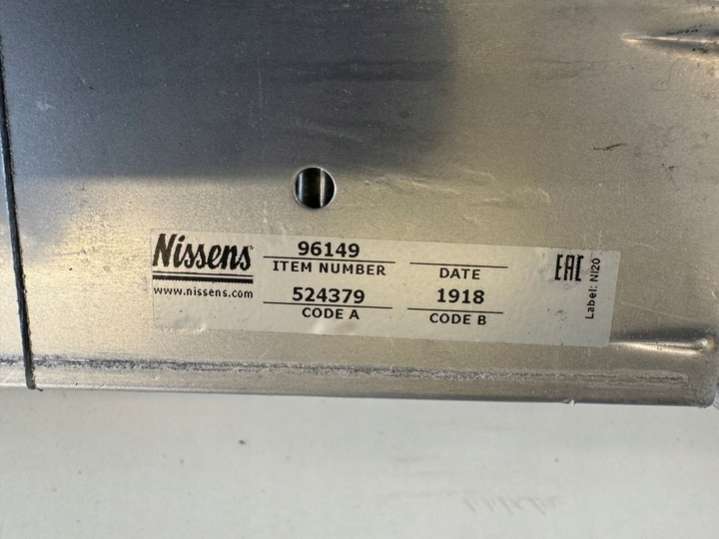 Nissens
www.nissens.com
96149
ITEM NUMBER
DATE
524379
CODE A
1918
CODE B
EAC
Label: NI20